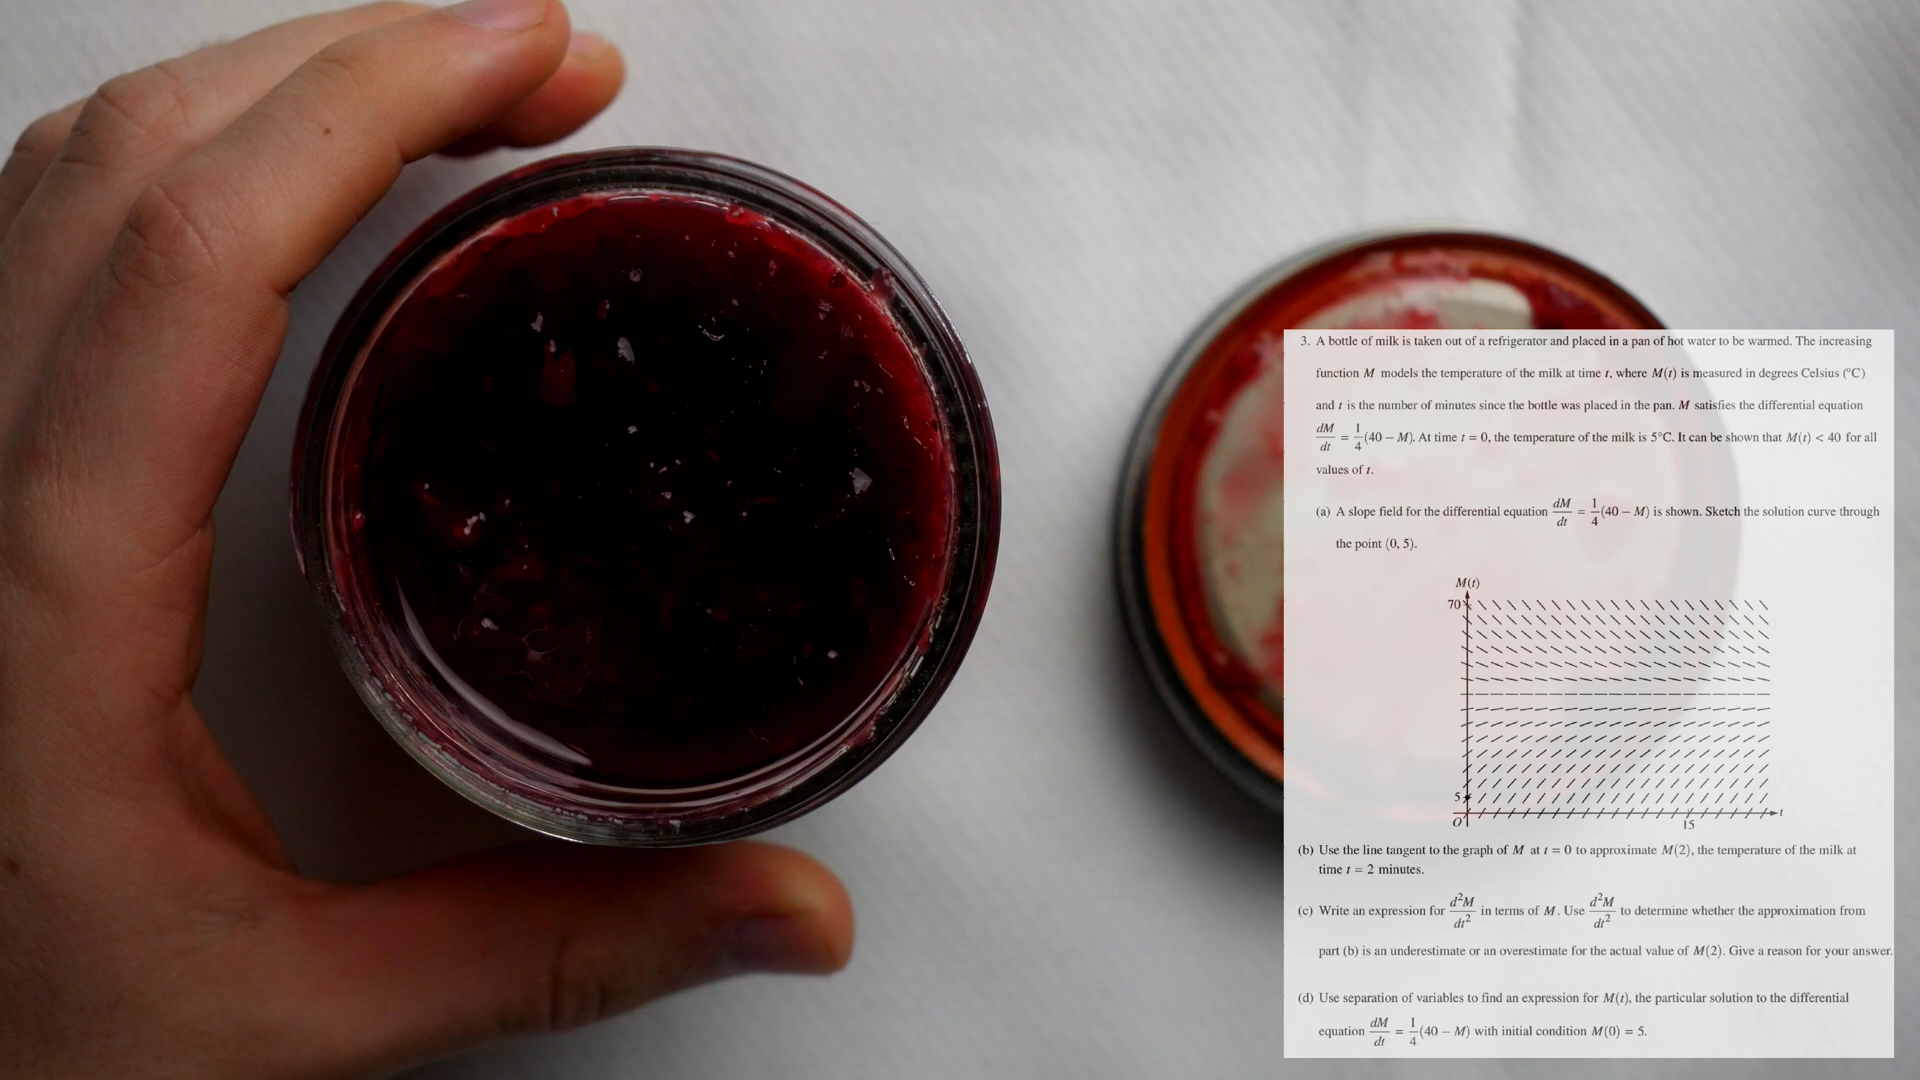 3. A bottle of milk is taken out of a refrigerator and placed in a pan of hot water to be warmed. The increasing
function M models the temperature of the milk at time t, where M(t) is measured in degrees Celsius (°C)
and t is the number of minutes since the bottle was placed in the pan. M satisfies the differential equation
dM/dt = 1/4(40 – M). At time t = 0, the temperature of the milk is 5°C. It can be shown that M(t) < 40 for all
values of t.
(a) A slope field for the differential equation dM/dt = 1/4(40 – M) is shown. Sketch the solution curve through
the point (0, 5).
M(t)
70
5
O
15
t
(b) Use the line tangent to the graph of M at t = 0 to approximate M(2), the temperature of the milk at
time t = 2 minutes.
(c) Write an expression for d²M/dt² in terms of M. Use d²M/dt² to determine whether the approximation from
part (b) is an underestimate or an overestimate for the actual value of M(2). Give a reason for your answer.
(d) Use separation of variables to find an expression for M(t), the particular solution to the differential
equation dM/dt = 1/4(40 – M) with initial condition M(0) = 5.